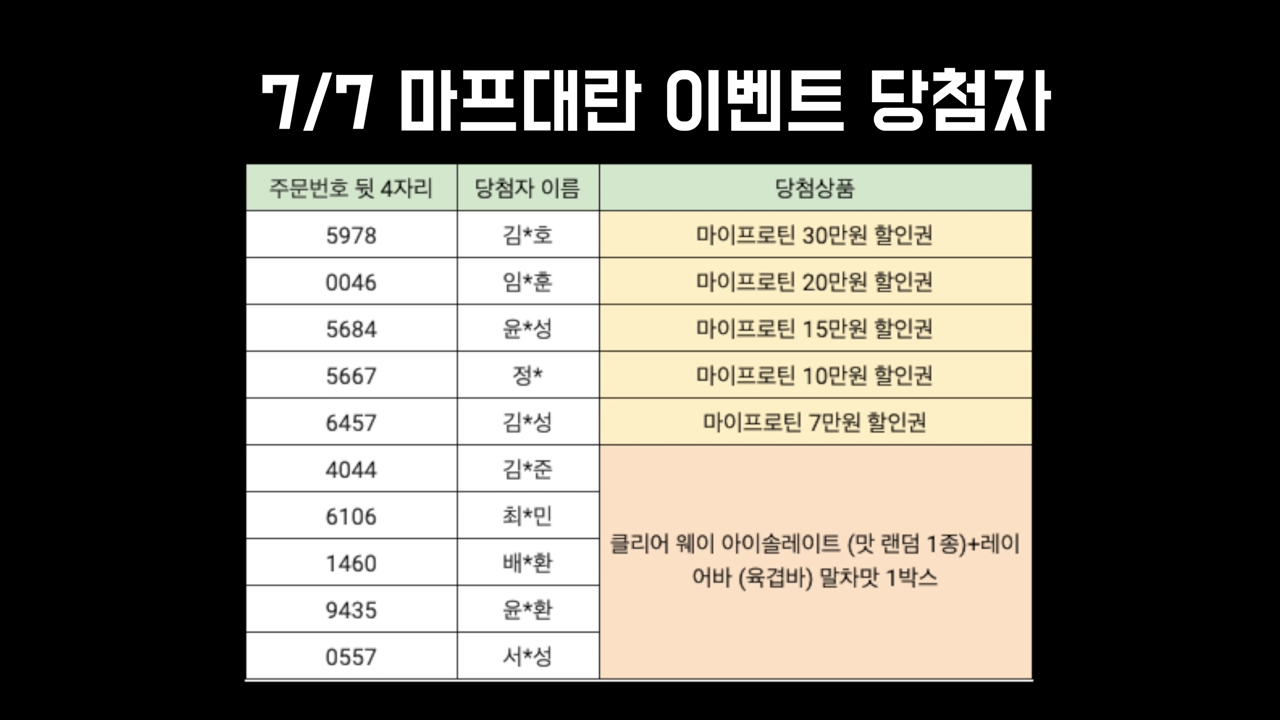 7/7 마프대란 이벤트 당첨자
주문번호 뒷 4자리 당첨자 이름 당첨상품
5978 김*호 마이프로틴 30만원 할인권
0046 임*훈 마이프로틴 20만원 할인권
5684 윤*성 마이프로틴 15만원 할인권
5667 정* 마이프로틴 10만원 할인권
6457 김*성 마이프로틴 7만원 할인권
4044 김*준
6106 최*민
1460 배*환
9435 윤*환
0557 서*성
클리어 웨이 아이솔레이트 (맛 랜덤 1종)+레이
어바 (육겹바) 말차맛 1박스